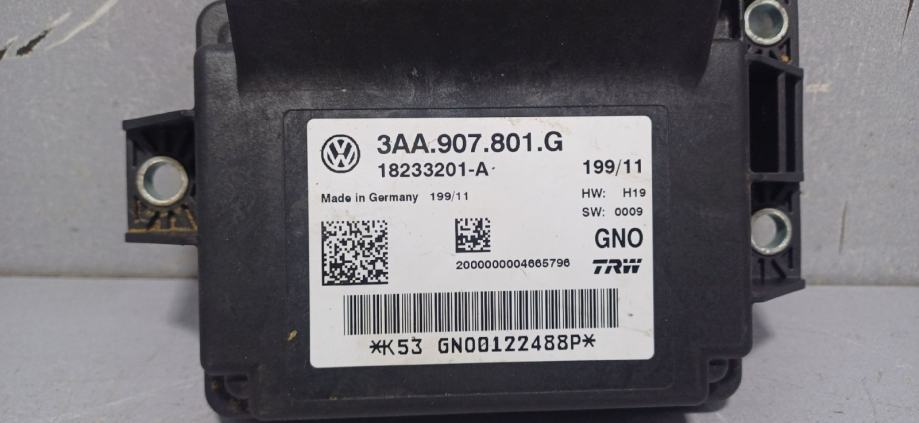 3AA.907.801.G
18233201-A
199/11
Made in Germany 199/11
HW: H19
SW: 0009
GNO
2000000004665796
TRW
*K53 GNO0122488P*